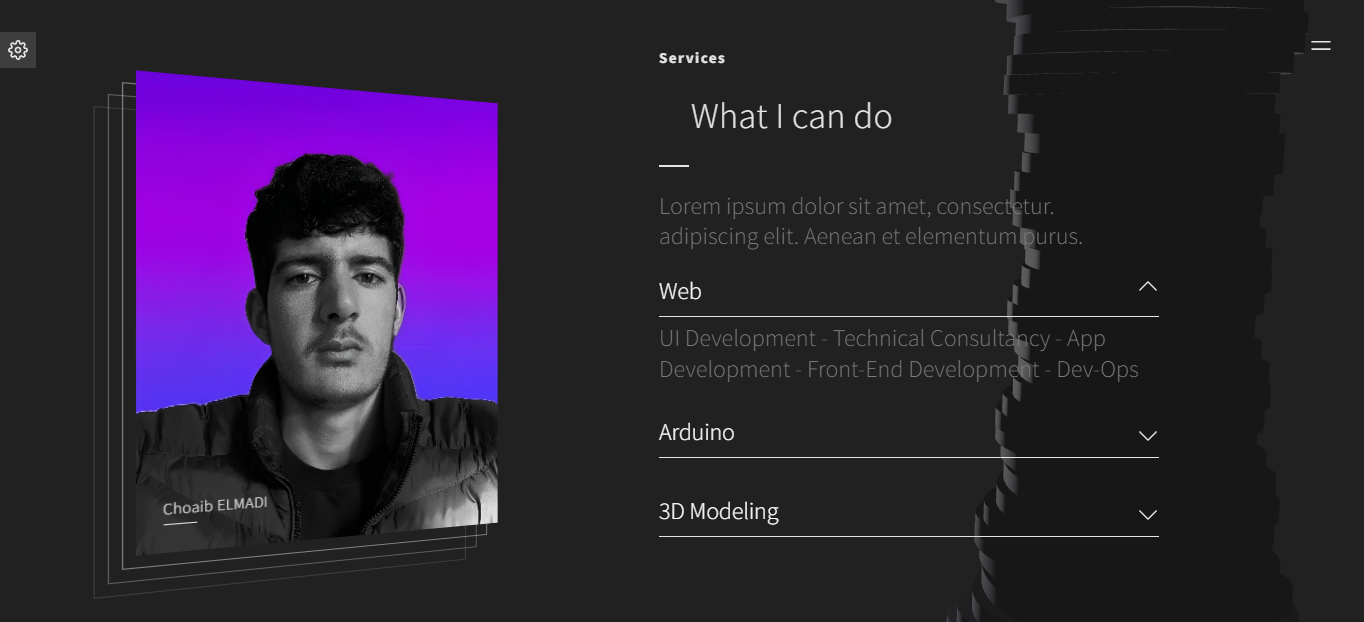 Services
What I can do
Lorem ipsum dolor sit amet, consectetur.
adipiscing elit. Aenean et elementum purus.
Web
UI Development - Technical Consultancy - App
Development - Front-End Development - Dev-Ops
Arduino
3D Modeling
Choaib ELMADI